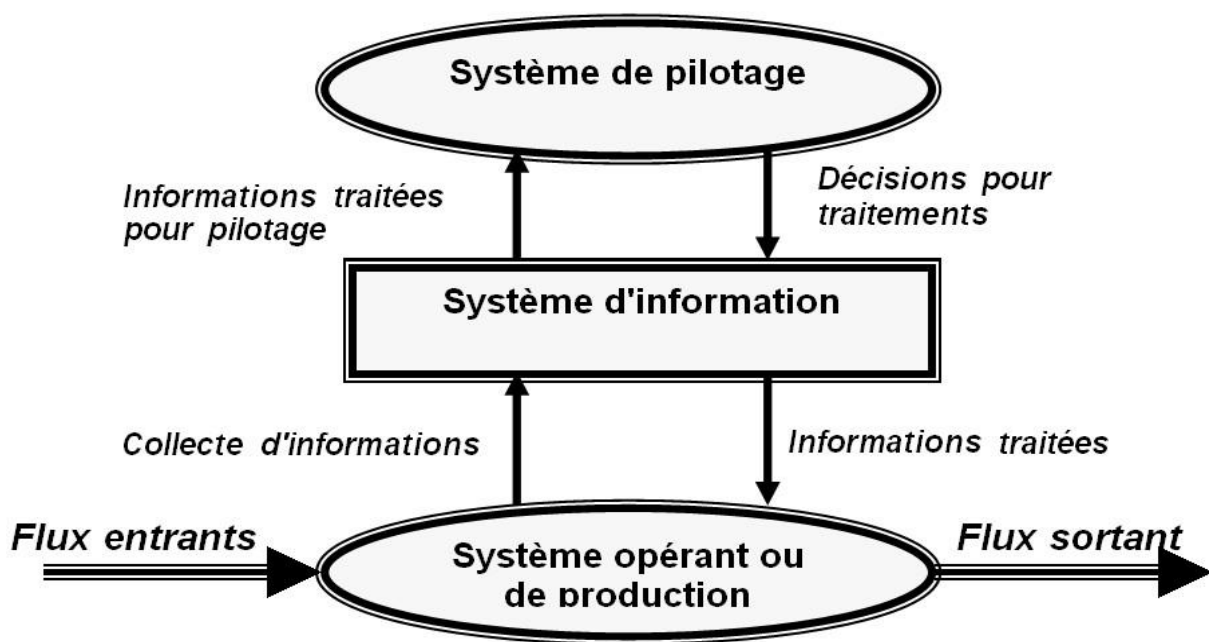 Système de pilotage
Informations traitées
pour pilotage
Décisions pour
traitements
Système d'information
Collecte d'informations
Informations traitées
Flux entrants
Système opérant ou
de production
Flux sortant